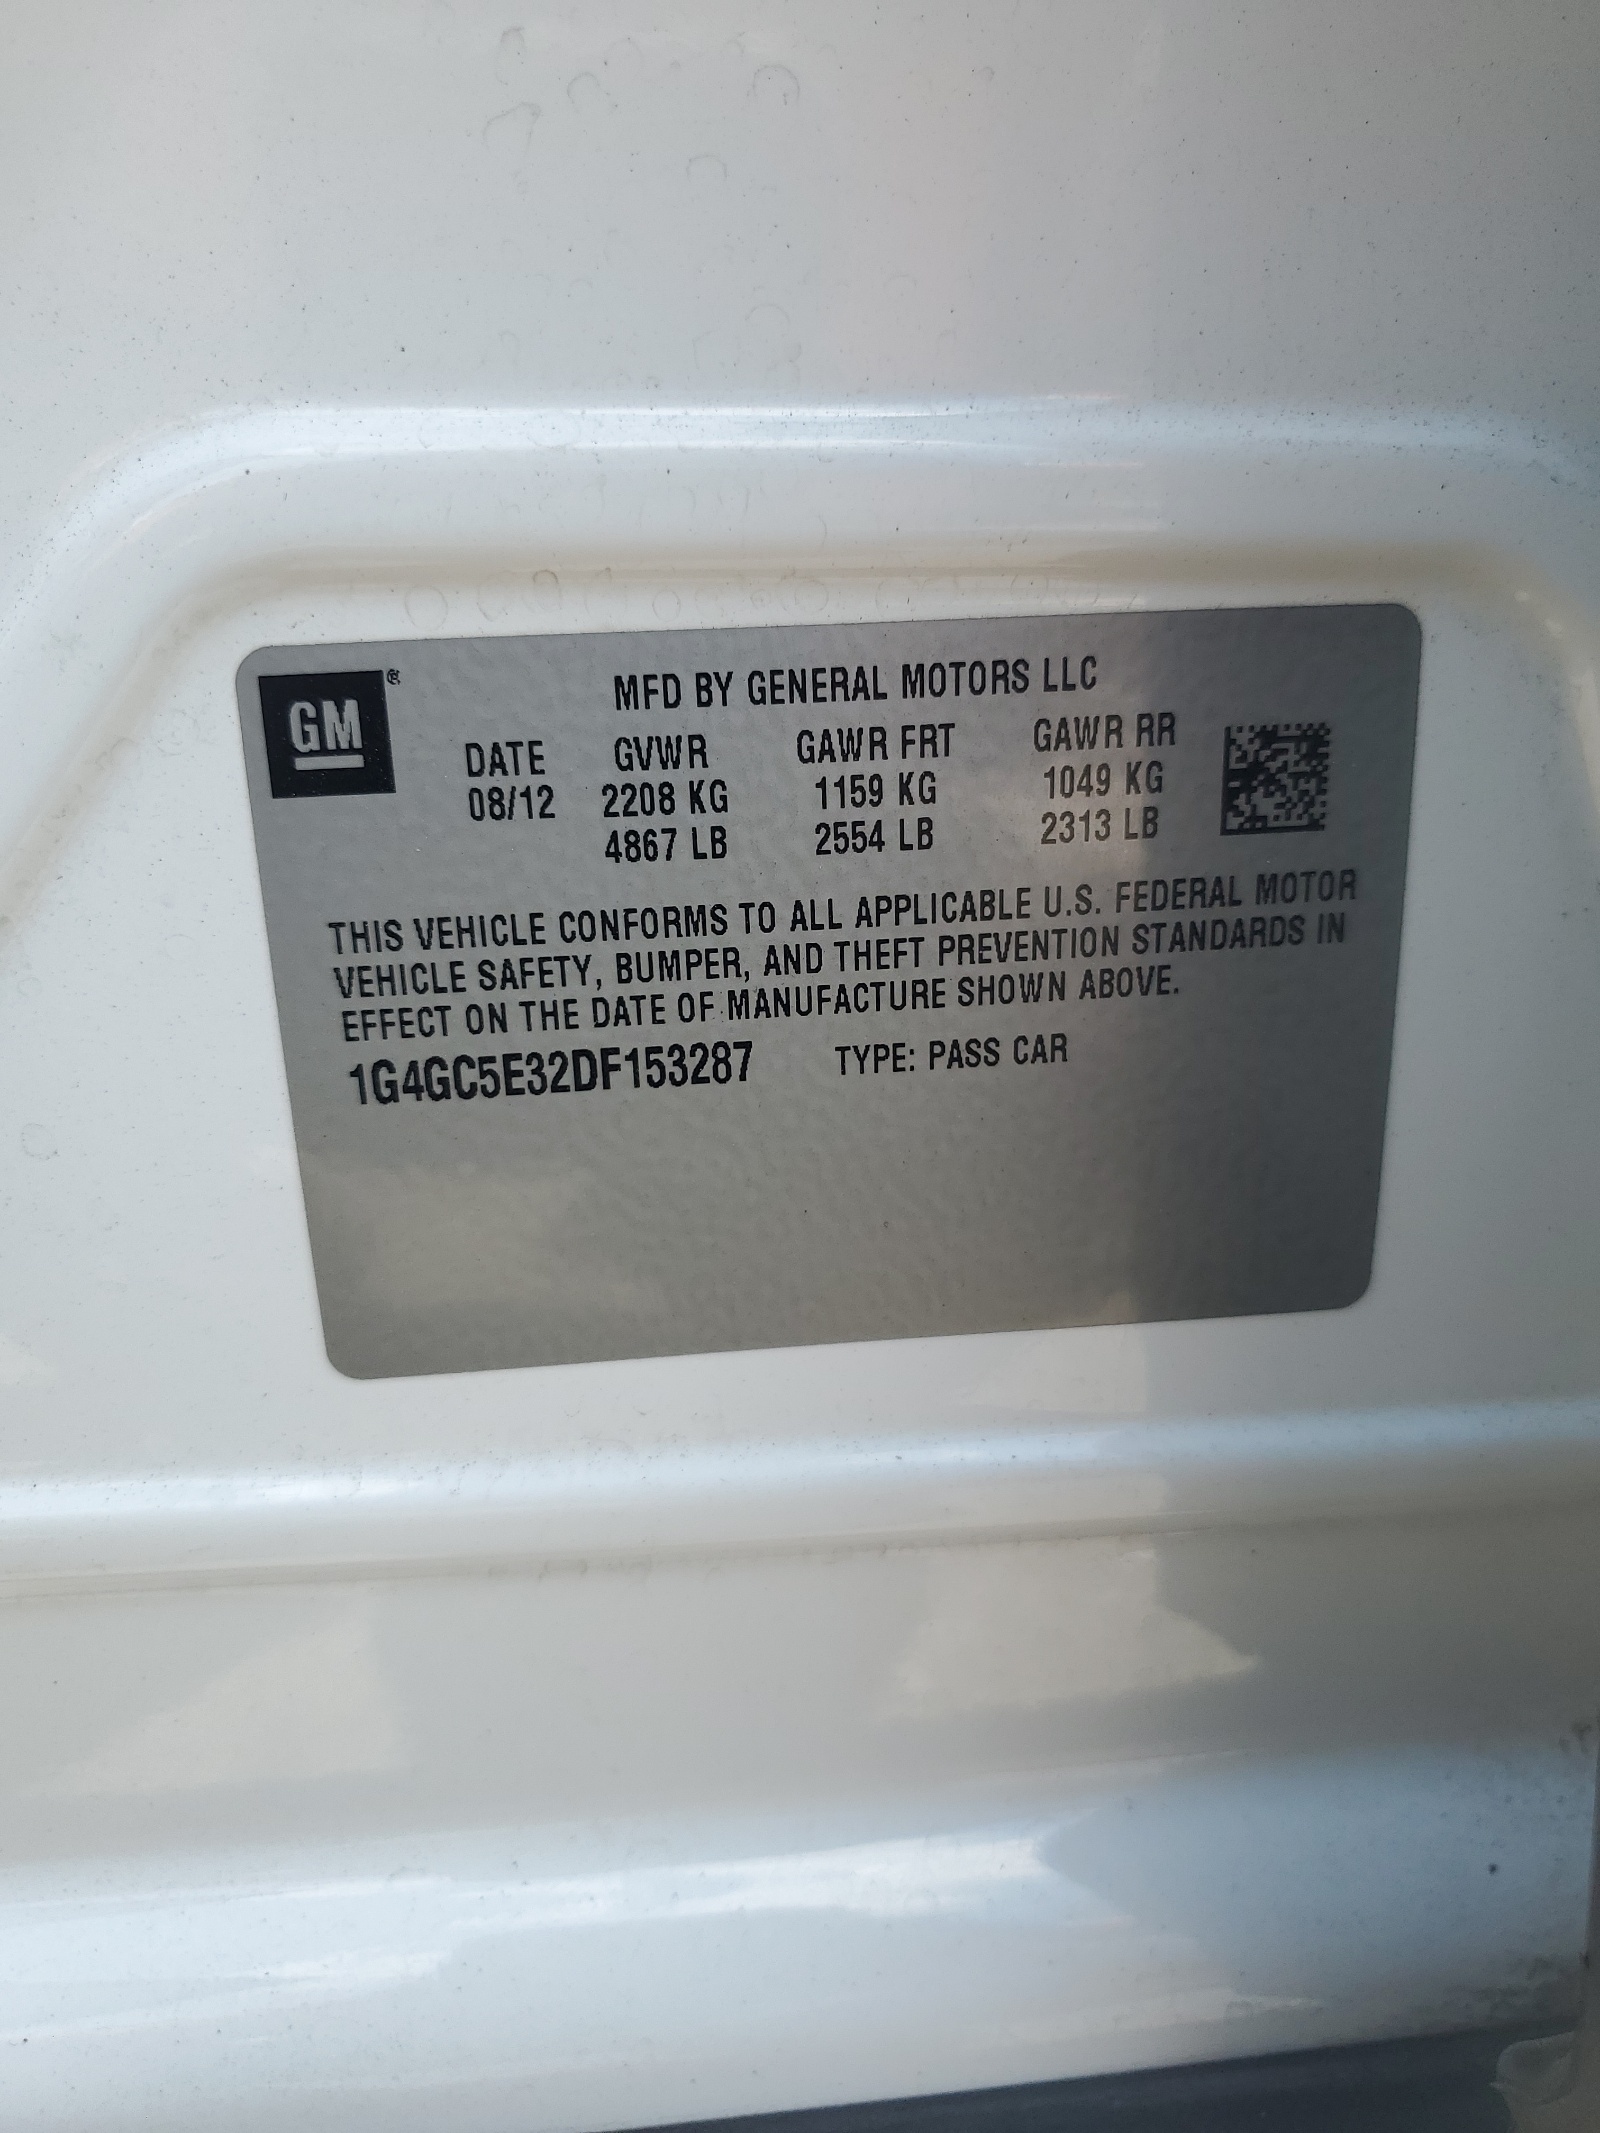 GM®
MFD BY GENERAL MOTORS LLC
DATE GVWR GAWR FRT GAWR RR
08/12 2208 KG 1159 KG 1049 KG
4867 LB 2554 LB 2313 LB
THIS VEHICLE CONFORMS TO ALL APPLICABLE U.S. FEDERAL MOTOR
VEHICLE SAFETY, BUMPER, AND THEFT PREVENTION STANDARDS IN
EFFECT ON THE DATE OF MANUFACTURE SHOWN ABOVE.
1G4GC5E32DF153287 TYPE: PASS CAR